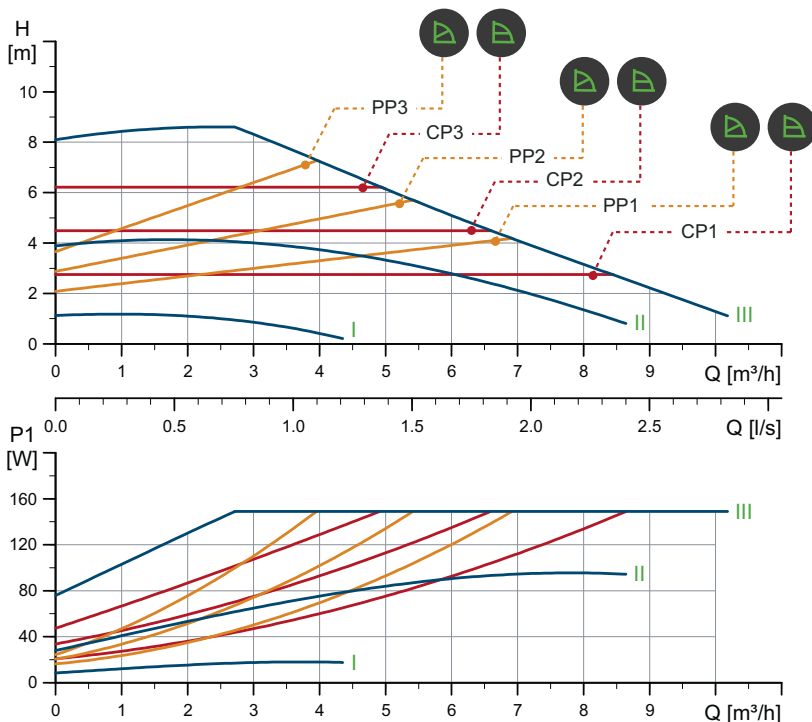 H
[m]
10
8
6
4
2
0
PP3
CP3
PP2
CP2
PP1
CP1
I
II
III
0 1 2 3 4 5 6 7 8 9 Q [m³/h]
0.0 0.5 1.0 1.5 2.0 2.5 Q [l/s]
P1
[W]
160
120
80
40
0
III
II
I
0 1 2 3 4 5 6 7 8 9 Q [m³/h]